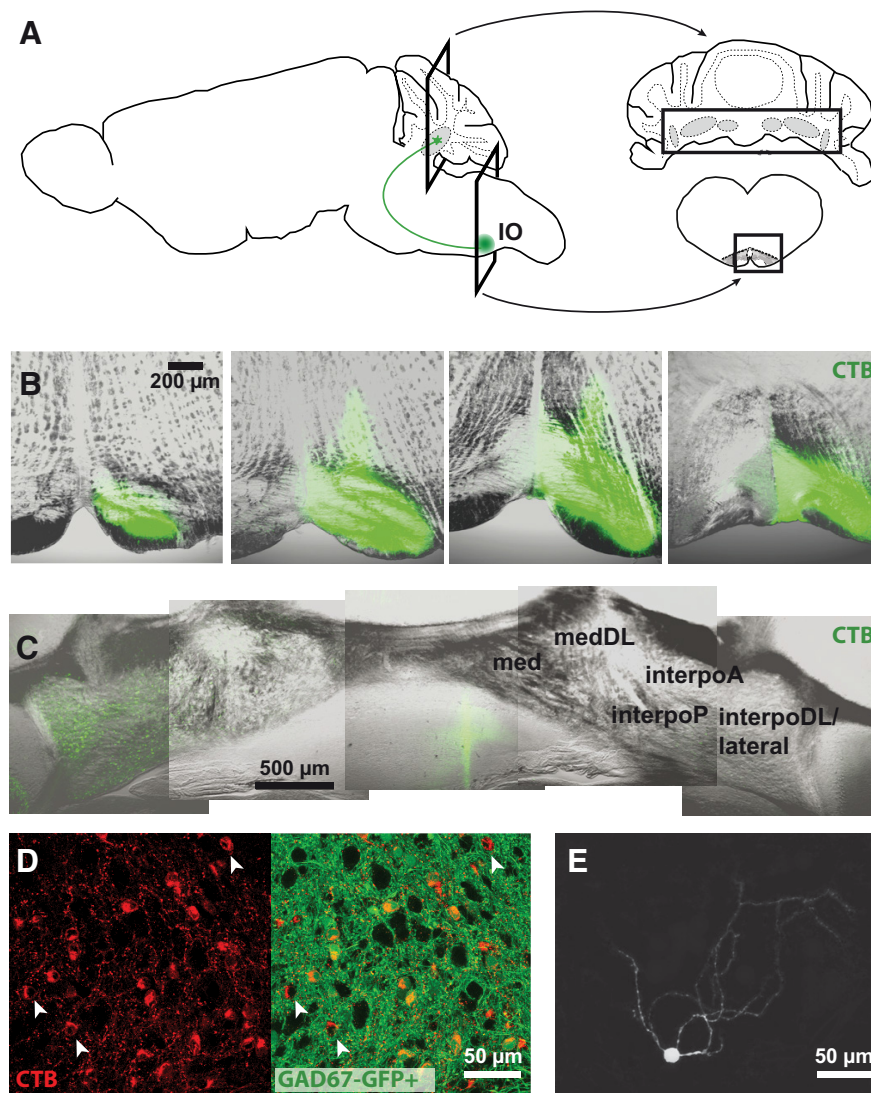 A
IO
B
200 µm
CTB
C
CTB
med
medDL
interpoA
interpoP
interpoDL/
lateral
500 µm
D
CTB
GAD67-GFP+
50 µm
E
50 µm